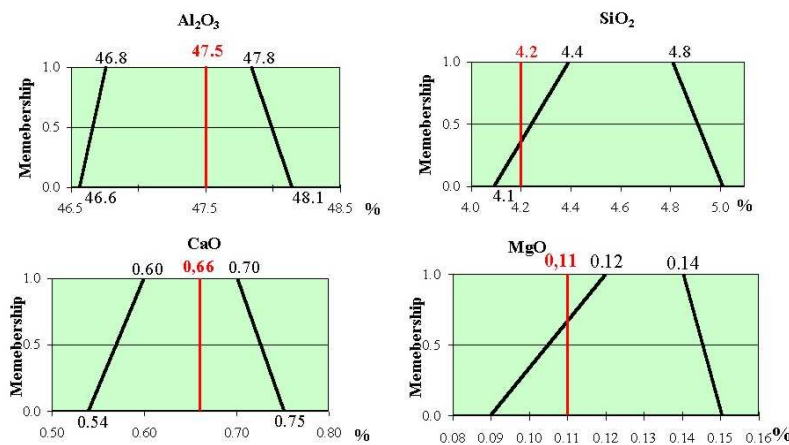 Al₂O₃
46.8 47.5 47.8
1.0
0.5
0.0
Memebership
46.6 48.1
46.5 47.5 48.5 %
SiO₂
4.2 4.4 4.8
1.0
0.5
0.0
Memebership
4.1
4.0 4.2 4.4 4.6 4.8 5.0 %
CaO
0.60 0,66 0.70
1.0
0.5
0.0
Memebership
0.54 0.75
0.50 0.60 0.70 0.80 %
MgO
0,11 0.12 0.14
1.0
0.5
0.0
Memebership
0.08 0.09 0.10 0.11 0.12 0.13 0.14 0.15 0.16 %